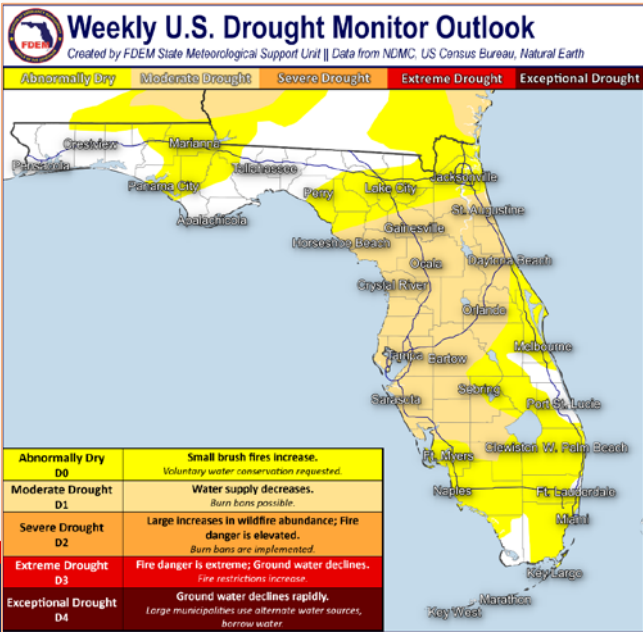 FDEM
Weekly U.S. Drought Monitor Outlook
Created by FDEM State Meteorological Support Unit || Data from NDMC, US Census Bureau, Natural Earth
Abnormally Dry Moderate Drought Severe Drought Extreme Drought Exceptional Drought
Crestview
Marianna
Pensacola
Tallahassee
Jacksonville
Panama City
Perry
Lake City
Apalachicola
St. Augustine
Gainesville
Horseshoe Beach
Ocala
Daytona Beach
Crystal River
Orlando
Melbourne
Tampa
Bartow
Sebring
Sarasota
Port St. Lucie
Ft. Myers
Clewiston
W. Palm Beach
Naples
Ft. Lauderdale
Miami
Key Largo
Marathon
Key West
Abnormally Dry
D0
Small brush fires increase.
Voluntary water conservation requested.
Moderate Drought
D1
Water supply decreases.
Burn bans possible.
Severe Drought
D2
Large increases in wildfire abundance; Fire
danger is elevated.
Burn bans are implemented.
Extreme Drought
D3
Fire danger is extreme; Ground water declines.
Fire restrictions increase.
Exceptional Drought
D4
Ground water declines rapidly.
Large municipalities use alternate water sources,
borrow water.